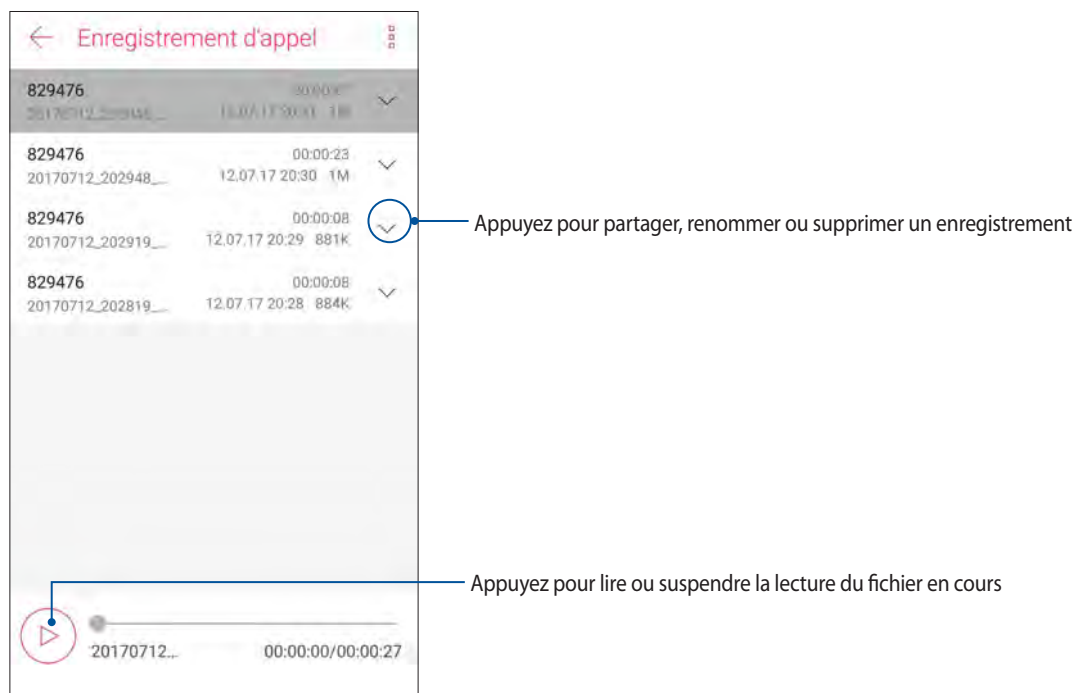 Enregistrement d'appel
829476
829476 00:00:23
20170712_202948_... 12.07.17 20:30 1M
829476 00:00:08
20170712_202919_... 12.07.17 20:29 881K
Appuyez pour partager, renommer ou supprimer un enregistrement
829476 00:00:08
20170712_202819_... 12.07.17 20:28 884K
Appuyez pour lire ou suspendre la lecture du fichier en cours
20170712... 00:00:00/00:00:27